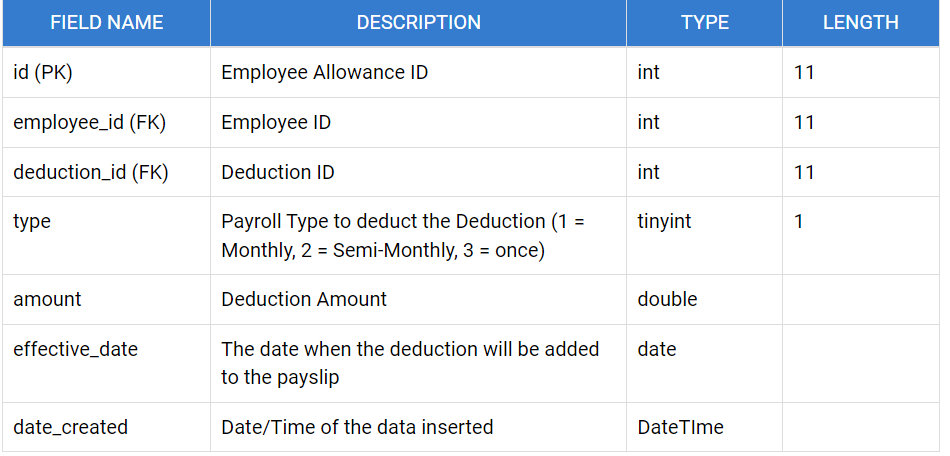 FIELD NAME DESCRIPTION TYPE LENGTH
id (PK) Employee Allowance ID int 11
employee_id (FK) Employee ID int 11
deduction_id (FK) Deduction ID int 11
type Payroll Type to deduct the Deduction (1 = tinyint 1
Monthly, 2 = Semi-Monthly, 3 = once)
amount Deduction Amount double
effective_date The date when the deduction will be added date
to the payslip
date_created Date/Time of the data inserted DateTIme